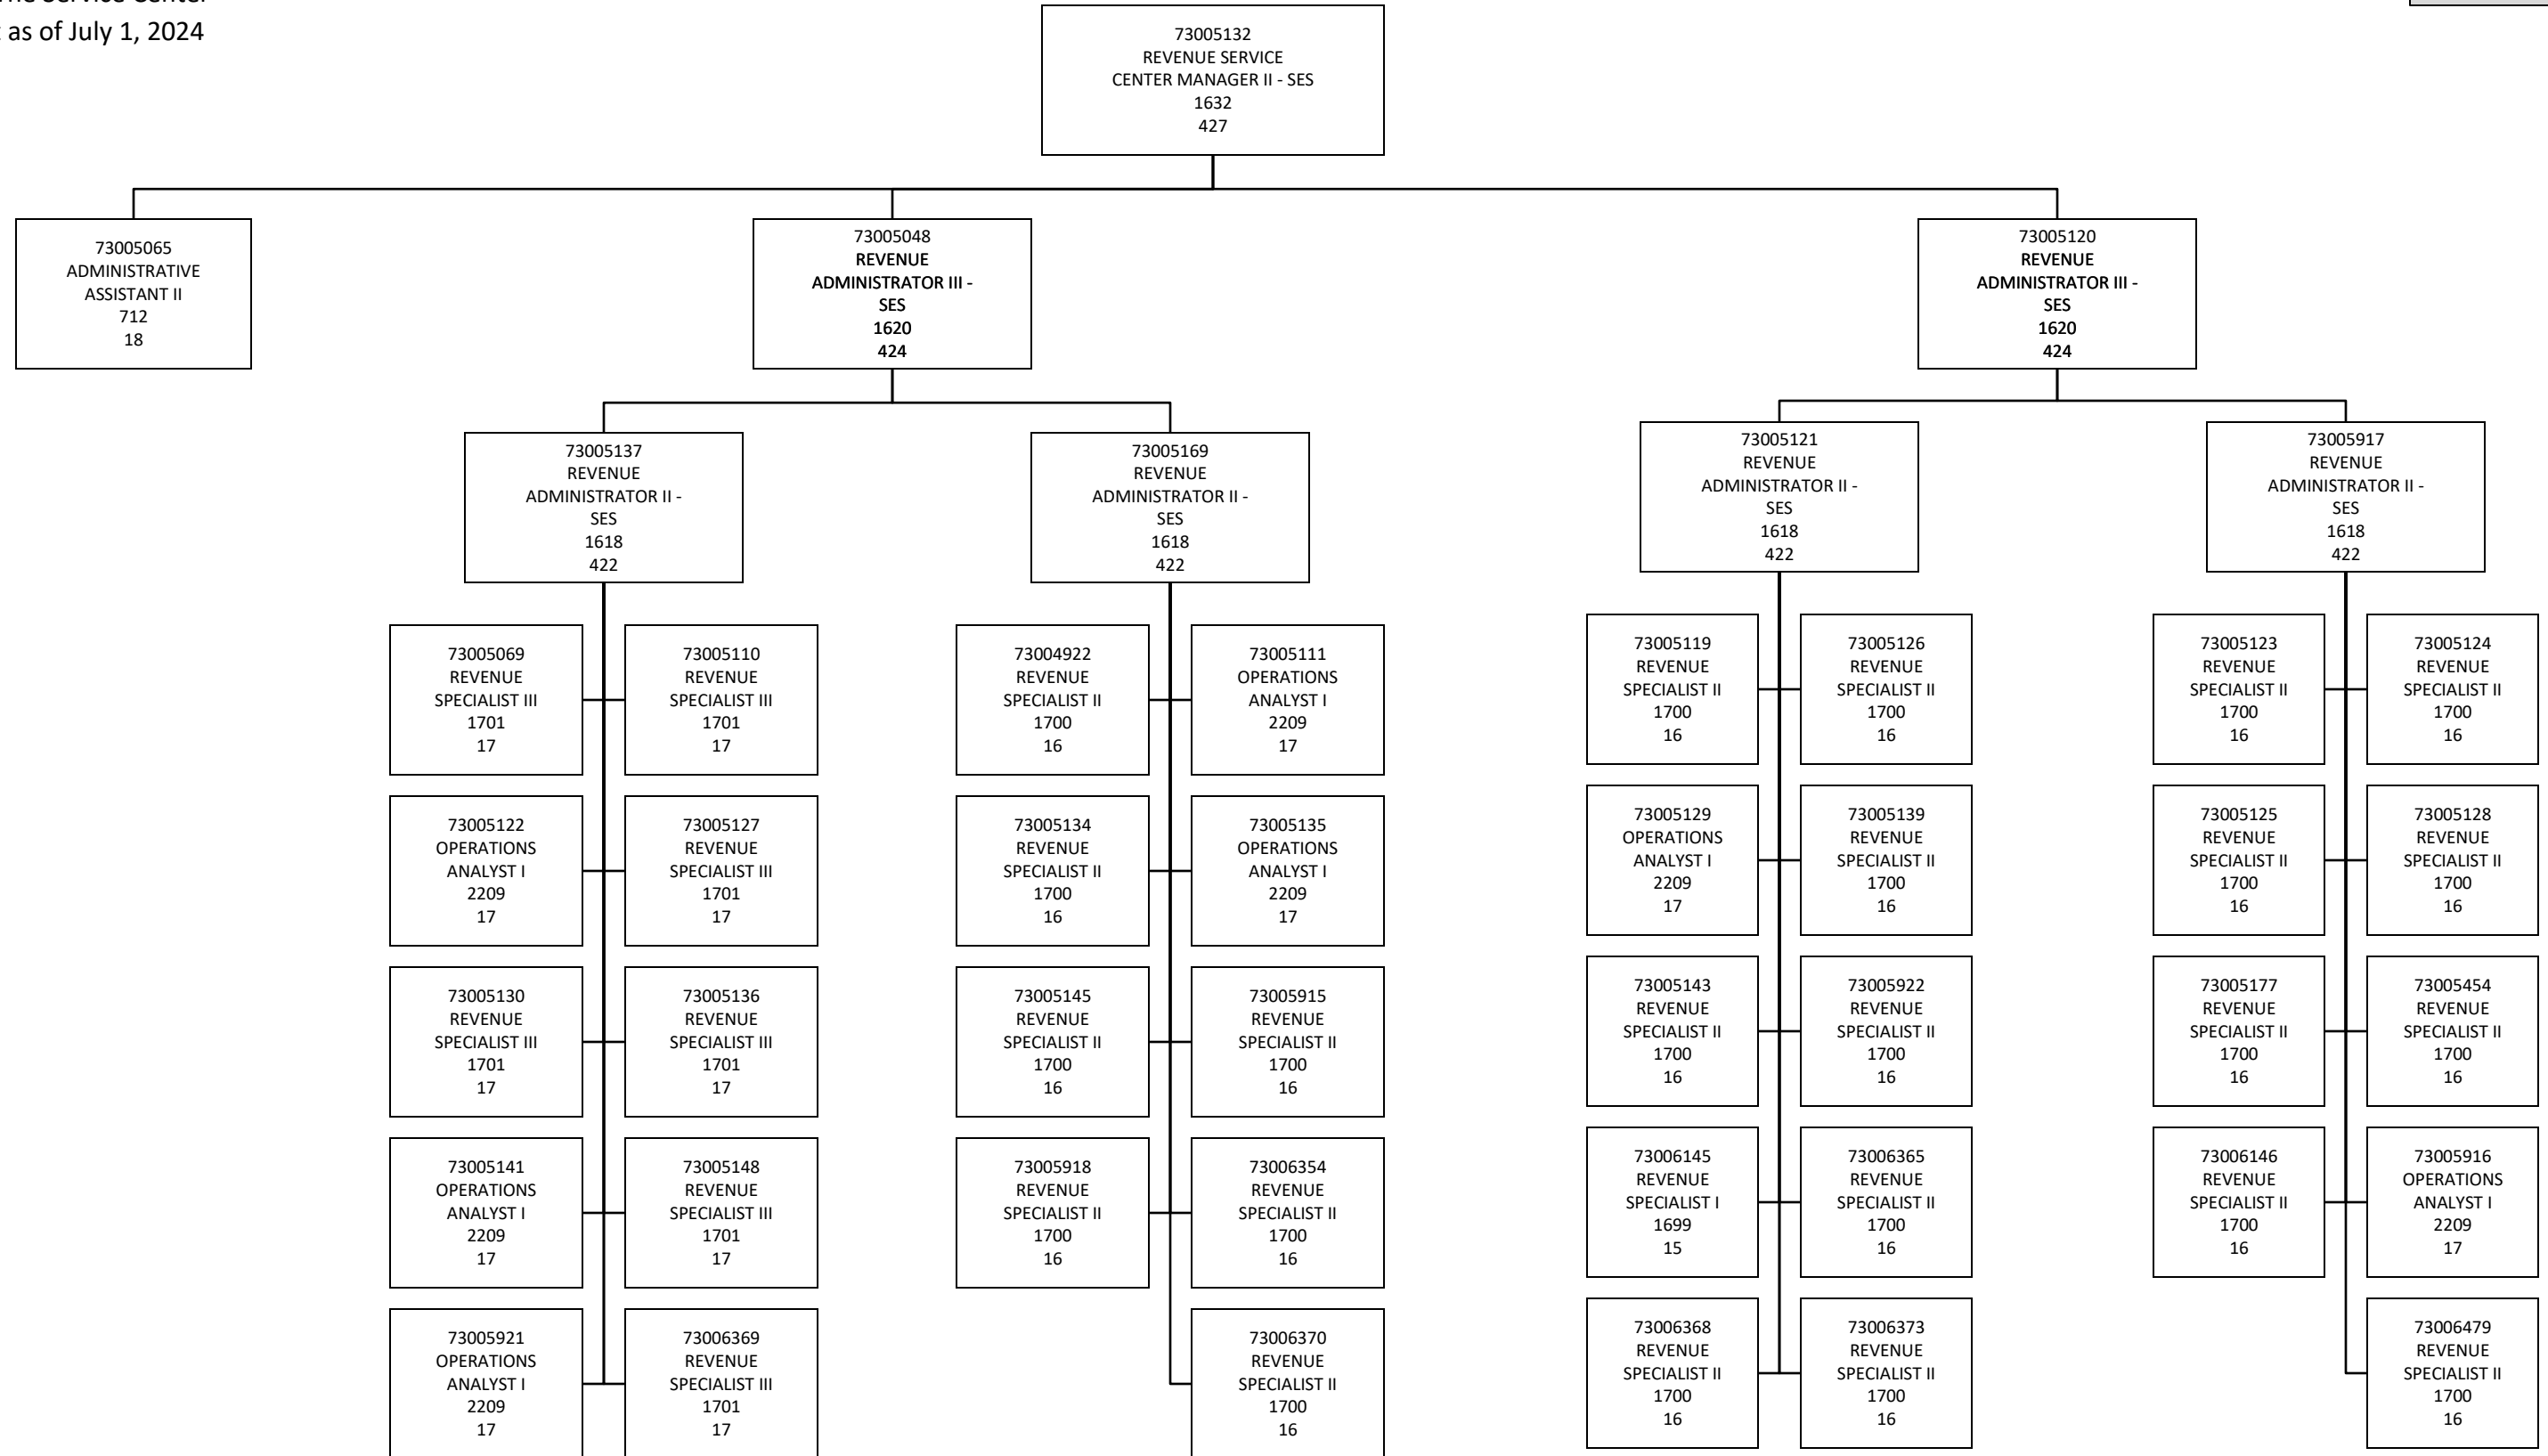 Service Center
as of July 1, 2024
73005132
REVENUE SERVICE
CENTER MANAGER II - SES
1632
427
73005065
ADMINISTRATIVE
ASSISTANT II
712
18
73005048
REVENUE
ADMINISTRATOR III -
SES
1620
424
73005120
REVENUE
ADMINISTRATOR III -
SES
1620
424
73005137
REVENUE
ADMINISTRATOR II -
SES
1618
422
73005169
REVENUE
ADMINISTRATOR II -
SES
1618
422
73005121
REVENUE
ADMINISTRATOR II -
SES
1618
422
73005917
REVENUE
ADMINISTRATOR II -
SES
1618
422
73005069
REVENUE
SPECIALIST III
1701
17
73005110
REVENUE
SPECIALIST III
1701
17
73005122
OPERATIONS
ANALYST I
2209
17
73005127
REVENUE
SPECIALIST III
1701
17
73005130
REVENUE
SPECIALIST III
1701
17
73005136
REVENUE
SPECIALIST III
1701
17
73005141
OPERATIONS
ANALYST I
2209
17
73005148
REVENUE
SPECIALIST III
1701
17
73005921
OPERATIONS
ANALYST I
2209
17
73006369
REVENUE
SPECIALIST III
1701
17
73004922
REVENUE
SPECIALIST II
1700
16
73005111
OPERATIONS
ANALYST I
2209
17
73005134
REVENUE
SPECIALIST II
1700
16
73005135
OPERATIONS
ANALYST I
2209
17
73005145
REVENUE
SPECIALIST II
1700
16
73005915
REVENUE
SPECIALIST II
1700
16
73005918
REVENUE
SPECIALIST II
1700
16
73006354
REVENUE
SPECIALIST II
1700
16
73006370
REVENUE
SPECIALIST II
1700
16
73005119
REVENUE
SPECIALIST II
1700
16
73005126
REVENUE
SPECIALIST II
1700
16
73005129
OPERATIONS
ANALYST I
2209
17
73005139
REVENUE
SPECIALIST II
1700
16
73005143
REVENUE
SPECIALIST II
1700
16
73005922
REVENUE
SPECIALIST II
1700
16
73006145
REVENUE
SPECIALIST I
1699
15
73006365
REVENUE
SPECIALIST II
1700
16
73006368
REVENUE
SPECIALIST II
1700
16
73006373
REVENUE
SPECIALIST II
1700
16
73005123
REVENUE
SPECIALIST II
1700
16
73005124
REVENUE
SPECIALIST II
1700
16
73005125
REVENUE
SPECIALIST II
1700
16
73005128
REVENUE
SPECIALIST II
1700
16
73005177
REVENUE
SPECIALIST II
1700
16
73005454
REVENUE
SPECIALIST II
1700
16
73006146
REVENUE
SPECIALIST II
1700
16
73005916
OPERATIONS
ANALYST I
2209
17
73006479
REVENUE
SPECIALIST II
1700
16